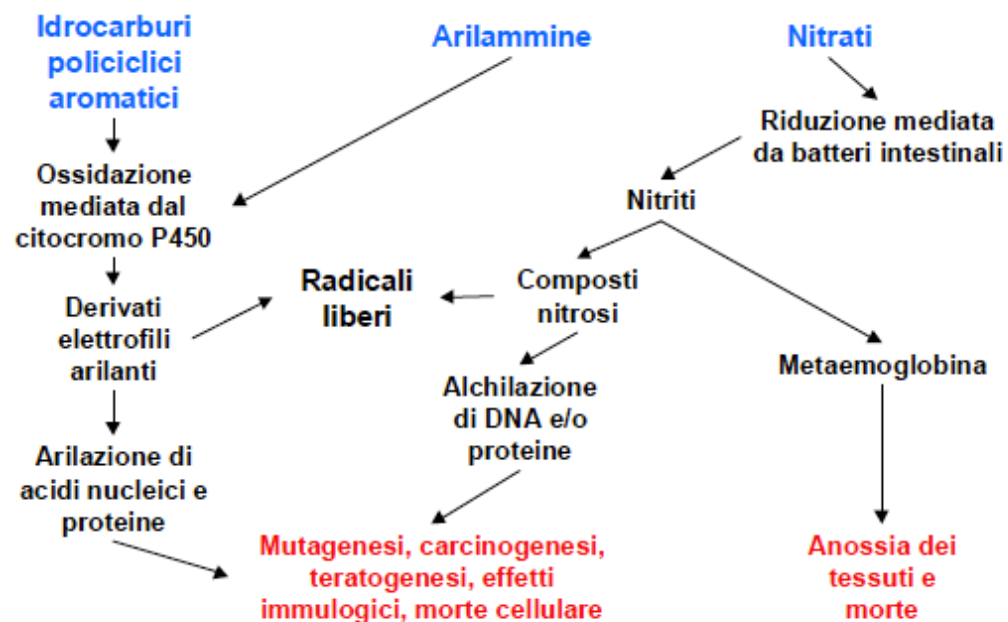 Idrocarburi
policiclici
aromatici
Arilammine
Nitrati
Ossidazione
mediata dal
citocromo P450
Riduzione mediata
da batteri intestinali
Nitriti
Derivati
elettrofili
arilanti
Radicali
liberi
Composti
nitrosi
Metaemoglobina
Alchilazione
di DNA e/o
proteine
Arilazione di
acidi nucleici e
proteine
Mutagenesi, carcinogenesi,
teratogenesi, effetti
immulogici, morte cellulare
Anossia dei
tessuti e
morte